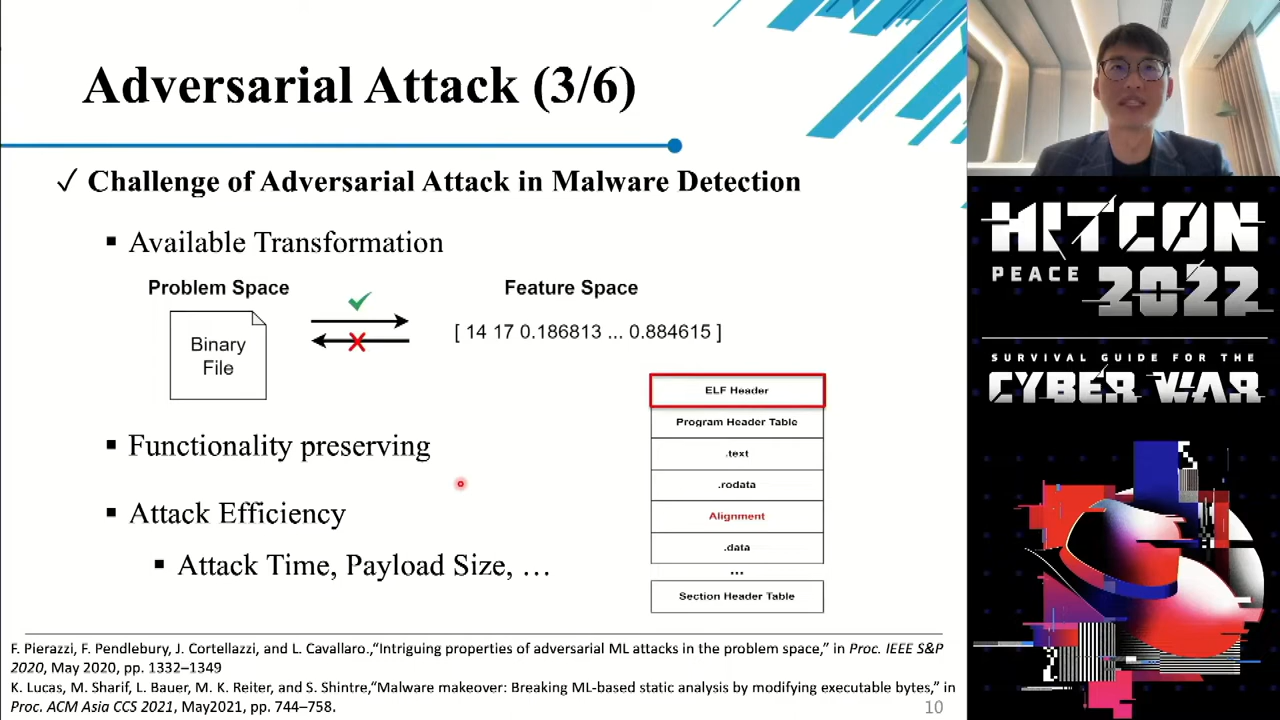 Adversarial Attack (3/6)
✓ Challenge of Adversarial Attack in Malware Detection
▪ Available Transformation
Problem Space
Feature Space
Binary
File
[ 14 17 0.186813 ... 0.884615 ]
▪ Functionality preserving
▪ Attack Efficiency
▪ Attack Time, Payload Size, …
ELF Header
Program Header Table
.text
.rodata
Alignment
.data
...
Section Header Table
F. Pierazzi, F. Pendlebury, J. Cortellazzi, and L. Cavallaro.,“Intriguing properties of adversarial ML attacks in the problem space,” in Proc. IEEE S&P
2020, May 2020, pp. 1332–1349
K. Lucas, M. Sharif, L. Bauer, M. K. Reiter, and S. Shintre,“Malware makeover: Breaking ML-based static analysis by modifying executable bytes,” in
Proc. ACM Asia CCS 2021, May2021, pp. 744–758.
10
HITCON
PEACE 2022
SURVIVAL GUIDE FOR THE
CYBER WAR